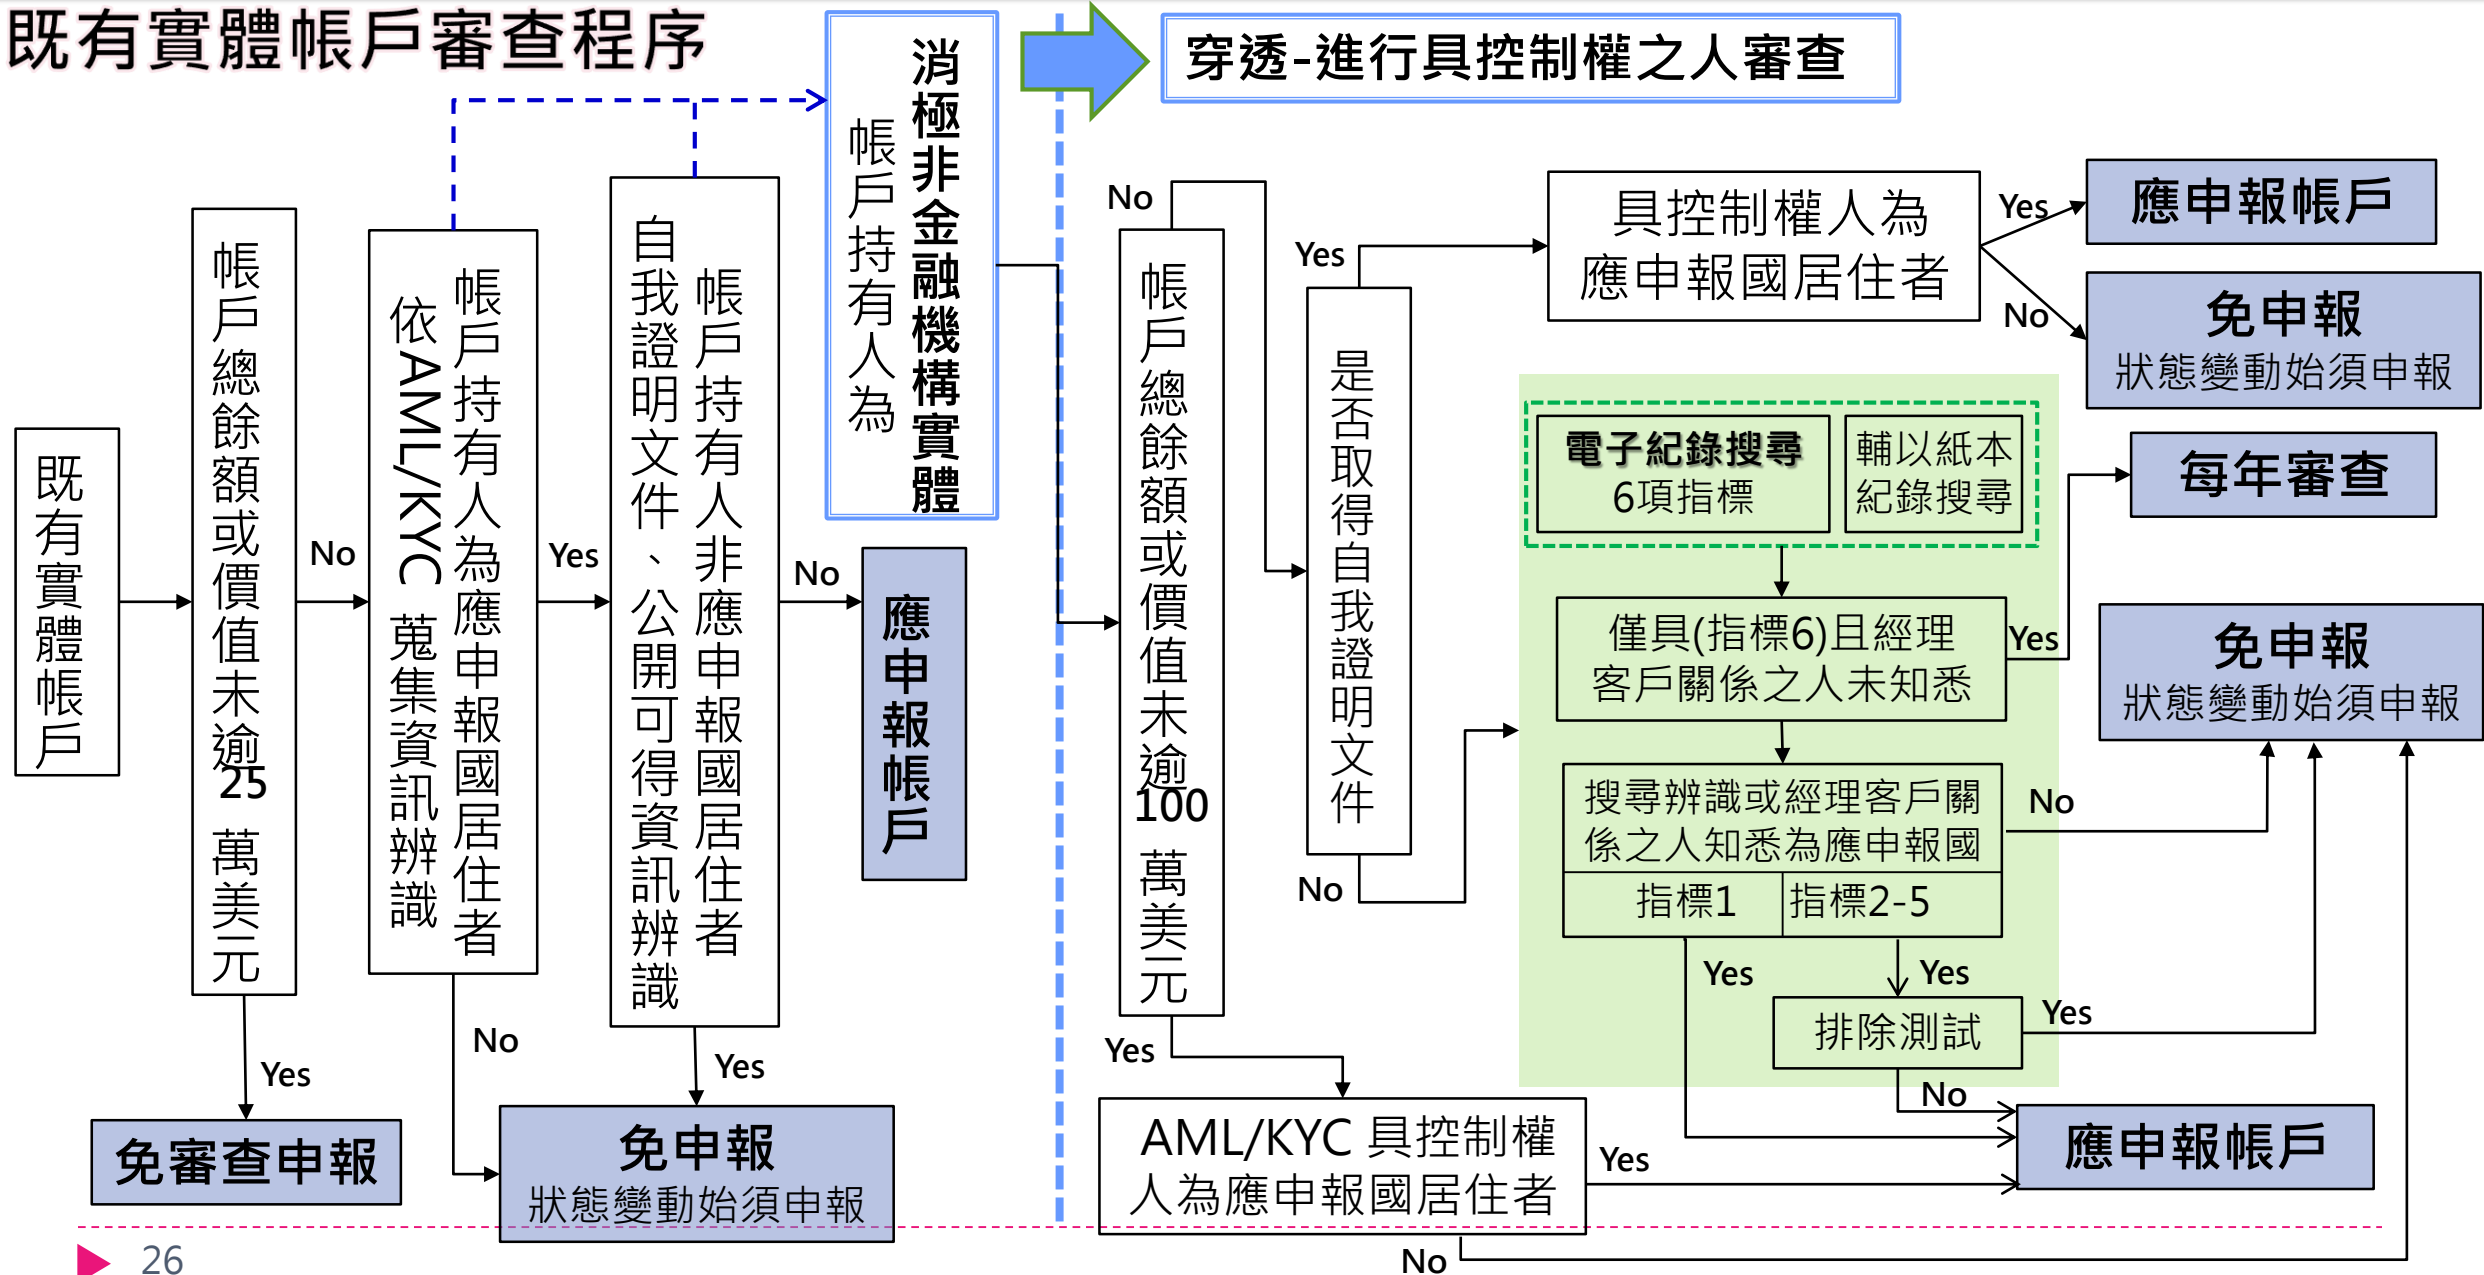 既有實體帳戶審查程序
既有實體帳戶
帳戶總餘額或價值未逾25萬美元
No
Yes
免審查申報
帳戶持有人為應申報國居住者
依AML/KYC 蒐集資訊辨識
Yes
No
帳戶持有人非應申報國居住者
自我證明文件、公開可得資訊辨識
No
Yes
免申報
狀態變動始須申報
應申報帳戶
消極非金融機構實體
帳戶持有人為
穿透-進行具控制權之人審查
帳戶總餘額或價值未逾100萬美元
No
Yes
是否取得自我證明文件
Yes
No
具控制權人為
應申報國居住者
Yes
應申報帳戶
No
免申報
狀態變動始須申報
電子紀錄搜尋
6項指標
輔以紙本
紀錄搜尋
僅具(指標6)且經理
客戶關係之人未知悉
Yes
每年審查
搜尋辨識或經理客戶關
係之人知悉為應申報國
指標1
指標2-5
No
免申報
狀態變動始須申報
Yes
Yes
排除測試
Yes
No
應申報帳戶
AML/KYC 具控制權
人為應申報國居住者
Yes
No
26